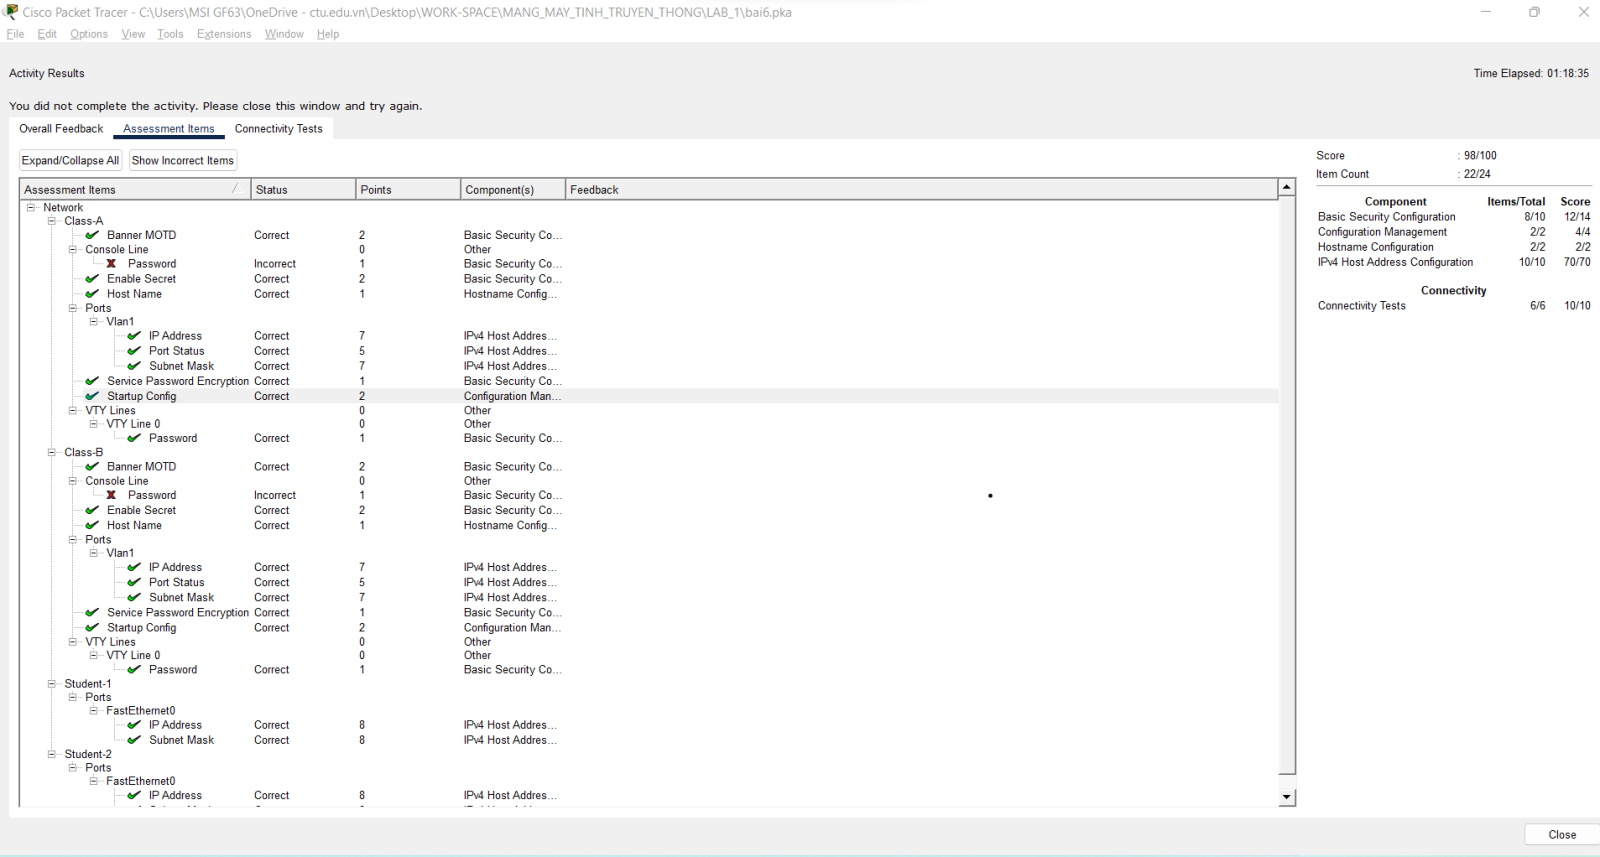 Cisco Packet Tracer - C:\Users\MSI GF63\OneDrive - ctu.edu.vn\Desktop\WORK-SPACE\MANG_MAY_TINH_TRUYEN_THONG\LAB_1\bai6.pka
File Edit Options View Tools Extensions Window Help
Activity Results
Time Elapsed: 01:18:35
You did not complete the activity. Please close this window and try again.
Overall Feedback Assessment Items Connectivity Tests
Expand/Collapse All Show Incorrect Items
Assessment Items Status Points Component(s) Feedback
Network
Class-A
Banner MOTD Correct 2 Basic Security Co...
Console Line 0 Other
Password Incorrect 1 Basic Security Co...
Enable Secret Correct 2 Basic Security Co...
Host Name Correct 1 Hostname Config...
Ports
Vlan1
IP Address Correct 7 IPv4 Host Addres...
Port Status Correct 5 IPv4 Host Addres...
Subnet Mask Correct 7 IPv4 Host Addres...
Service Password Encryption Correct 1 Basic Security Co...
Startup Config Correct 2 Configuration Man...
VTY Lines 0 Other
VTY Line 0 0 Other
Password Correct 1 Basic Security Co...
Class-B
Banner MOTD Correct 2 Basic Security Co...
Console Line 0 Other
Password Incorrect 1 Basic Security Co...
Enable Secret Correct 2 Basic Security Co...
Host Name Correct 1 Hostname Config...
Ports
Vlan1
IP Address Correct 7 IPv4 Host Addres...
Port Status Correct 5 IPv4 Host Addres...
Subnet Mask Correct 7 IPv4 Host Addres...
Service Password Encryption Correct 1 Basic Security Co...
Startup Config Correct 2 Configuration Man...
VTY Lines 0 Other
VTY Line 0 0 Other
Password Correct 1 Basic Security Co...
Student-1
Ports
FastEthernet0
IP Address Correct 8 IPv4 Host Addres...
Subnet Mask Correct 8 IPv4 Host Addres...
Student-2
Ports
FastEthernet0
IP Address Correct 8 IPv4 Host Addres...
Score : 98/100
Item Count : 22/24
Component Items/Total Score
Basic Security Configuration 8/10 12/14
Configuration Management 2/2 4/4
Hostname Configuration 2/2 2/2
IPv4 Host Address Configuration 10/10 70/70
Connectivity
Connectivity Tests 6/6 10/10
Close